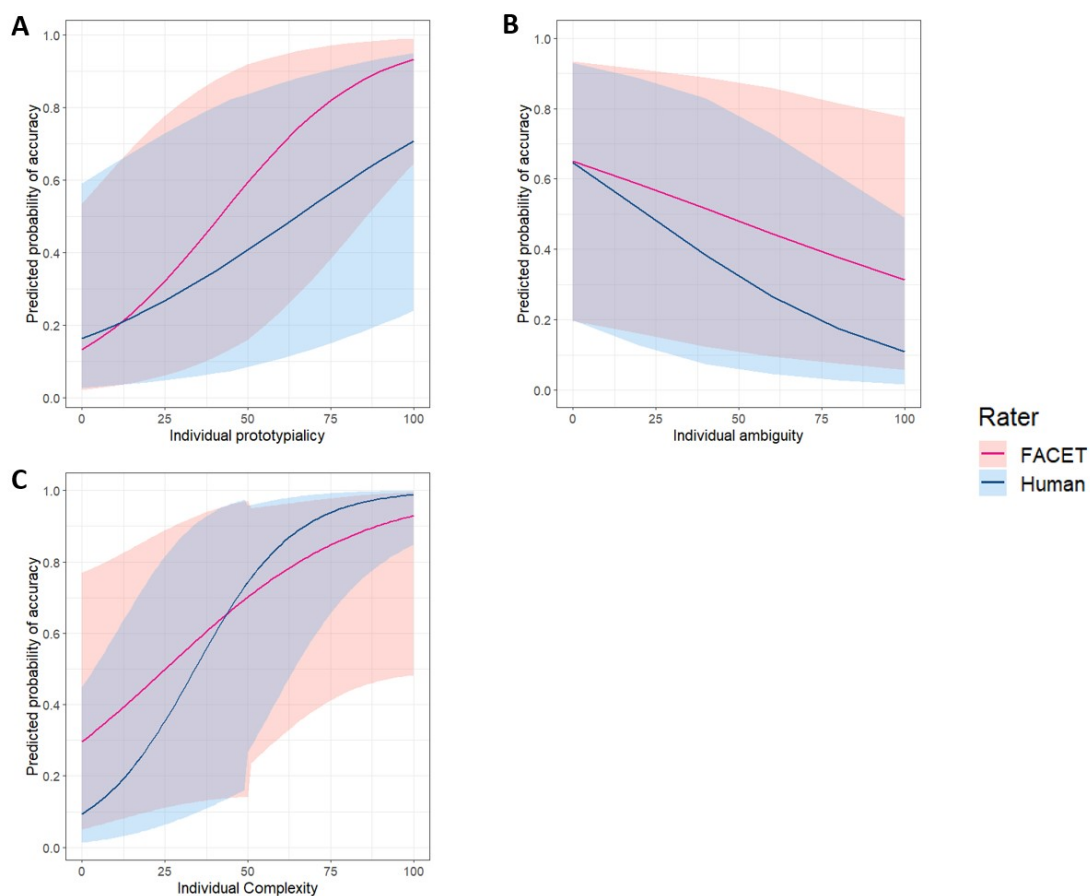 A
1.0
0.8
0.6
0.4
0.2
0.0
Predicted probability of accuracy
0 25 50 75 100
Individual prototypialicy
B
1.0
0.8
0.6
0.4
0.2
0.0
Predicted probability of accuracy
0 25 50 75 100
Individual ambiguity
Rater
FACET
Human
C
1.0
0.8
0.6
0.4
0.2
0.0
Predicted probability of accuracy
0 25 50 75 100
Individual Complexity